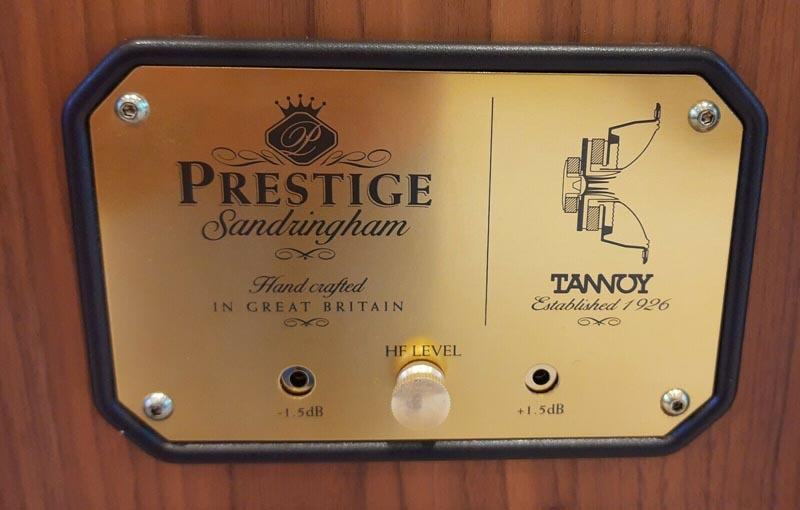 P
PRESTIGE
Sandringham
Hand crafted
IN GREAT BRITAIN
TANNOY
Established 1926
HF LEVEL
-1.5dB
+1.5dB